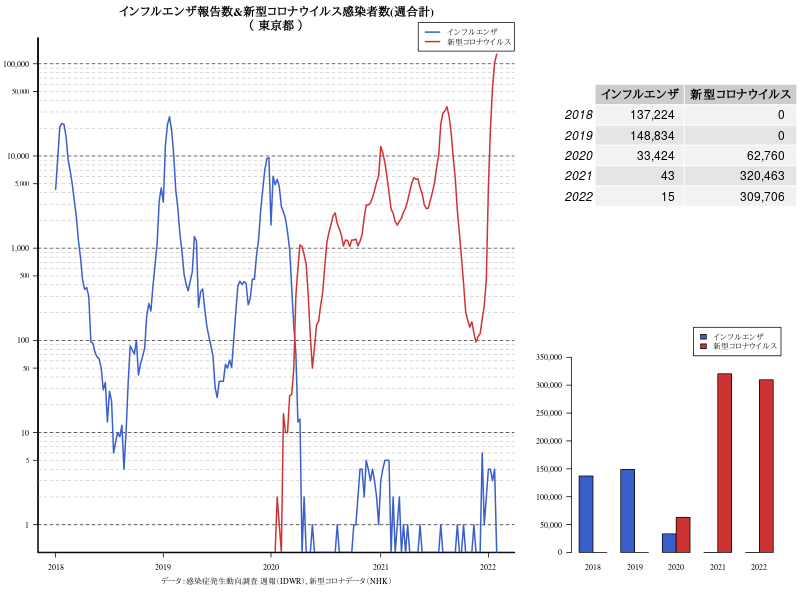 インフルエンザ報告数&新型コロナウイルス感染者数(週合計)
( 東京都 )
インフルエンザ
新型コロナウイルス
100,000
50,000
10,000
5,000
1,000
500
100
50
10
5
1
2018 2019 2020 2021 2022
データ：感染症発生動向調査 週報（IDWR）、新型コロナデータ（NHK）
インフルエンザ 新型コロナウイルス
2018 137,224 0
2019 148,834 0
2020 33,424 62,760
2021 43 320,463
2022 15 309,706
インフルエンザ
新型コロナウイルス
350,000
300,000
250,000
200,000
150,000
100,000
50,000
0
2018 2019 2020 2021 2022